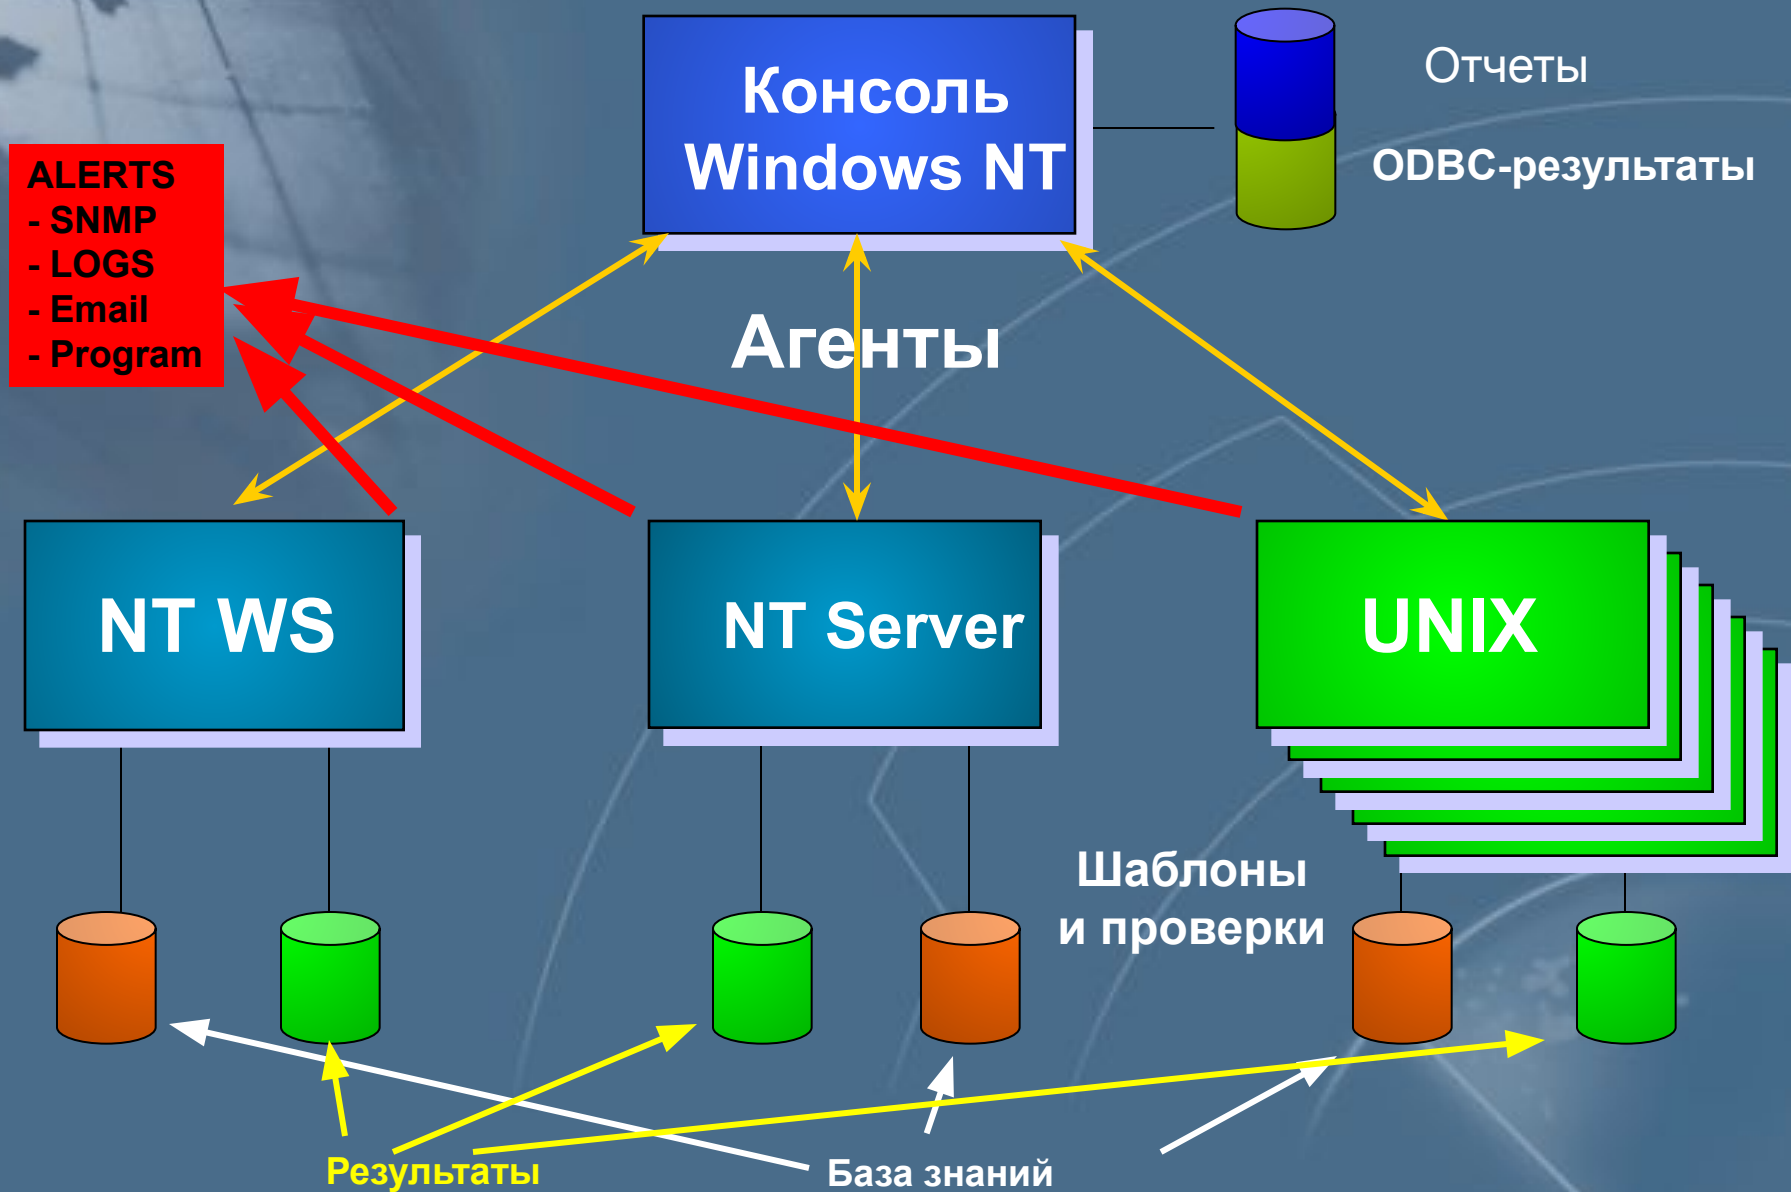 Консоль
Windows NT
Отчеты
ODBC-результаты
ALERTS
- SNMP
- LOGS
- Email
- Program
Агенты
NT WS
NT Server
UNIX
Шаблоны
и проверки
Результаты
База знаний